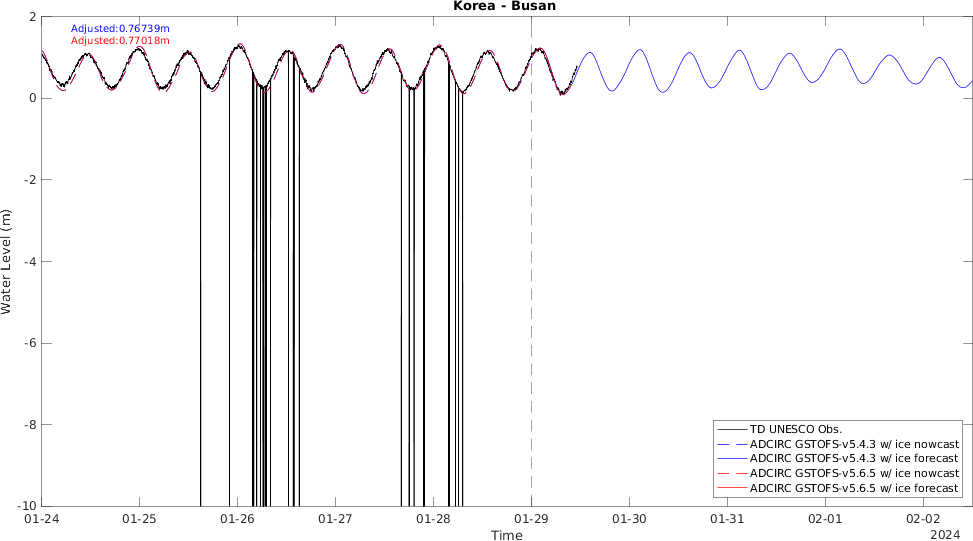 Korea - Busan
Adjusted:0.76739m
Adjusted:0.77018m
Water Level (m)
2
0
-2
-4
-6
-8
-10
TD UNESCO Obs.
ADCIRC GSTOFS-v5.4.3 w/ ice nowcast
ADCIRC GSTOFS-v5.4.3 w/ ice forecast
ADCIRC GSTOFS-v5.6.5 w/ ice nowcast
ADCIRC GSTOFS-v5.6.5 w/ ice forecast
01-24 01-25 01-26 01-27 01-28 01-29 01-30 01-31 02-01 02-02
Time
2024